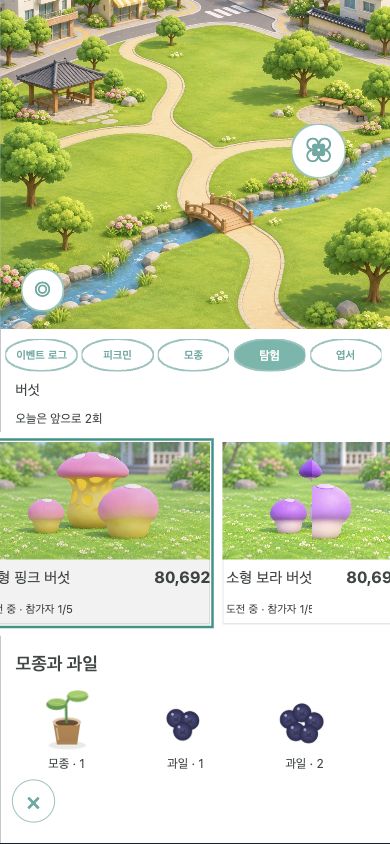 이벤트 로그 피크민 모종 탐험 엽서
버섯
오늘은 앞으로 2회
핑크 버섯 80,692 소형 보라 버섯 80,69
중 · 참가자 1/5 도전 중 · 참가자 1/5
모종과 과일
모종 · 1 과일 · 1 과일 · 2